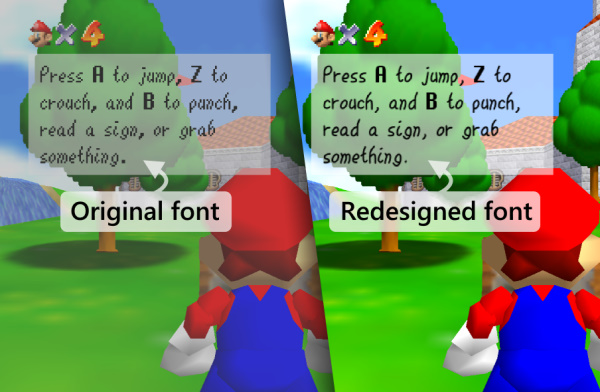 ×4
Press A to jump, Z to
crouch, and B to punch,
read a sign, or grab
something.
Original font
×4
Press A to jump, Z to
crouch, and B to punch,
read a sign, or grab
something.
Redesigned font